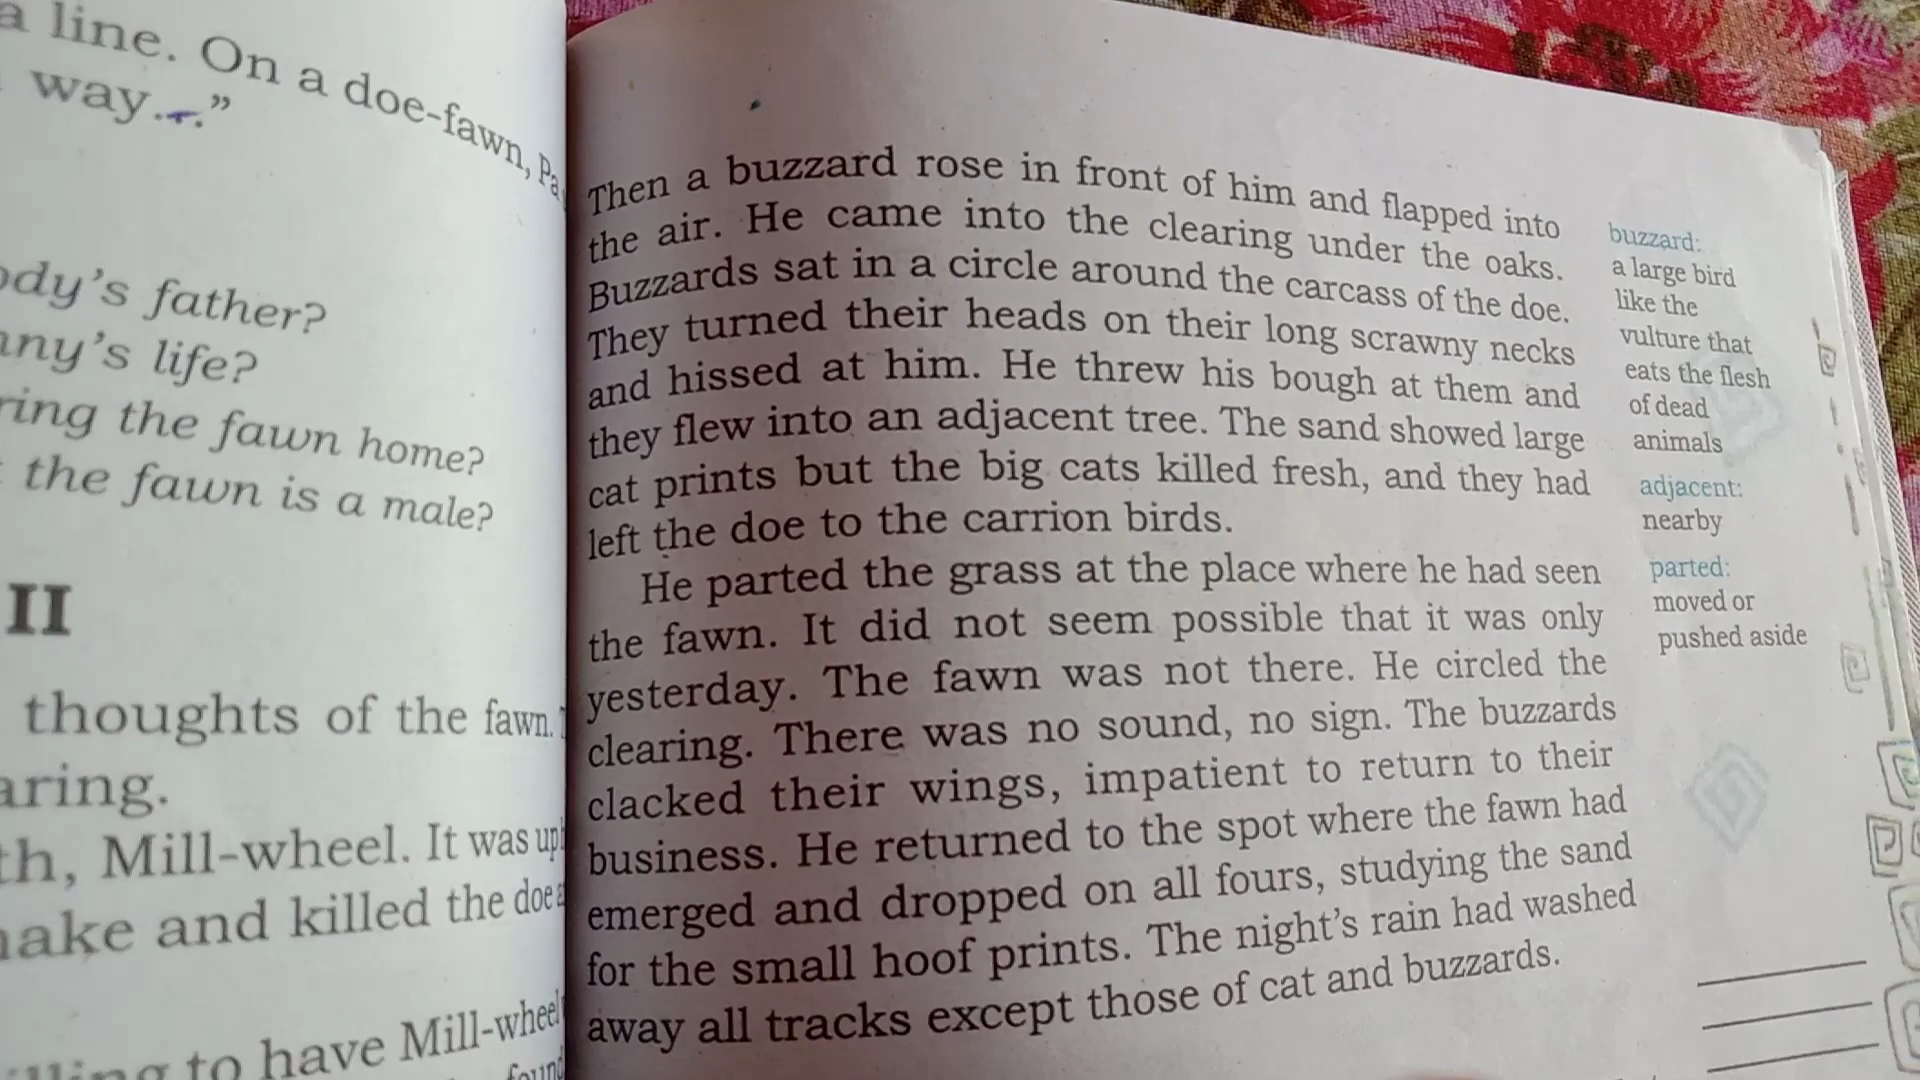 a line. On a doe-fawn,
way...”
father?
life?
the fawn home?
the fawn is a male?
II
thoughts of the fawn.
Mill-wheel. It was
and killed the doe
to have Mill-wheel
Then a buzzard rose in front of him and flapped into
the air. He came into the clearing under the oaks.
Buzzards sat in a circle around the carcass of the doe.
They turned their heads on their long scrawny necks
and hissed at him. He threw his bough at them and
they flew into an adjacent tree. The sand showed large
cat prints but the big cats killed fresh, and they had
left the doe to the carrion birds.
He parted the grass at the place where he had seen
the fawn. It did not seem possible that it was only
yesterday. The fawn was not there. He circled the
clearing. There was no sound, no sign. The buzzards
clacked their wings, impatient to return to their
business. He returned to the spot where the fawn had
emerged and dropped on all fours, studying the sand
for the small hoof prints. The night’s rain had washed
away all tracks except those of cat and buzzards.
buzzard:
a large bird
like the
vulture that
eats the flesh
of dead
animals
adjacent:
nearby
parted:
moved or
pushed aside